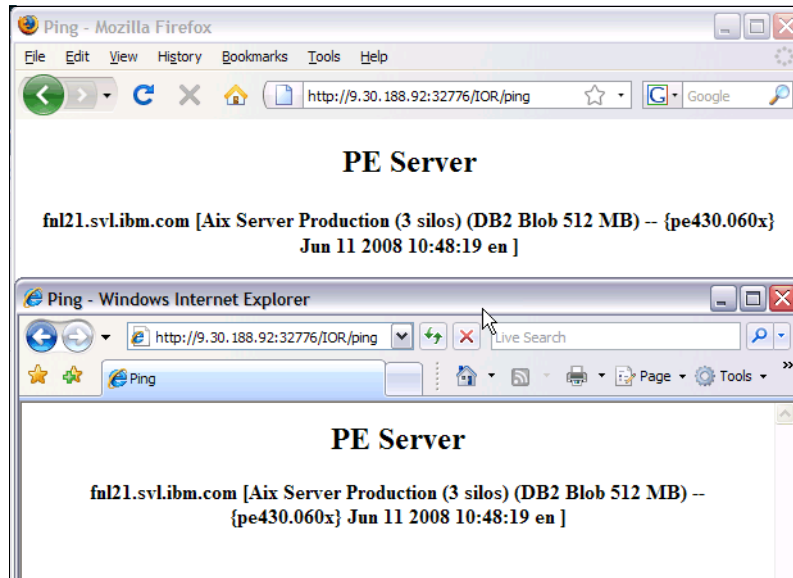 Ping - Mozilla Firefox
File Edit View History Bookmarks Tools Help
http://9.30.188.92:32776/IOR/ping G Google
PE Server
fnl21.svl.ibm.com [Aix Server Production (3 silos) (DB2 Blob 512 MB) -- {pe430.060x}
Jun 11 2008 10:48:19 en ]
Ping - Windows Internet Explorer
http://9.30.188.92:32776/IOR/ping Live Search
Ping Page Tools »
PE Server
fnl21.svl.ibm.com [Aix Server Production (3 silos) (DB2 Blob 512 MB) --
{pe430.060x} Jun 11 2008 10:48:19 en ]